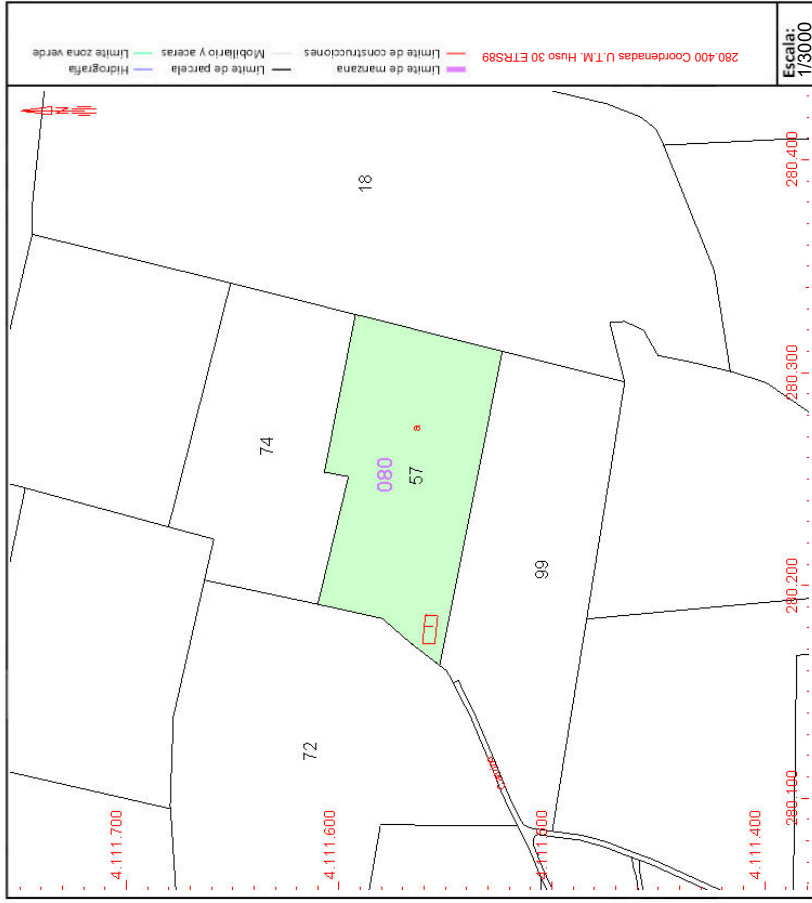 280.400 Coordenadas U.T.M. Huso 30 ETRS89
Límite de manzana
Límite de parcela
Hidrografía
Límite de construcciones
Mobiliario y aceras
Límite zona verde
Escala:
1/3000
18
74
080
57
a
99
72
4.111.700
4.111.600
4.111.500
4.111.400
280.400
280.300
280.200
280.100